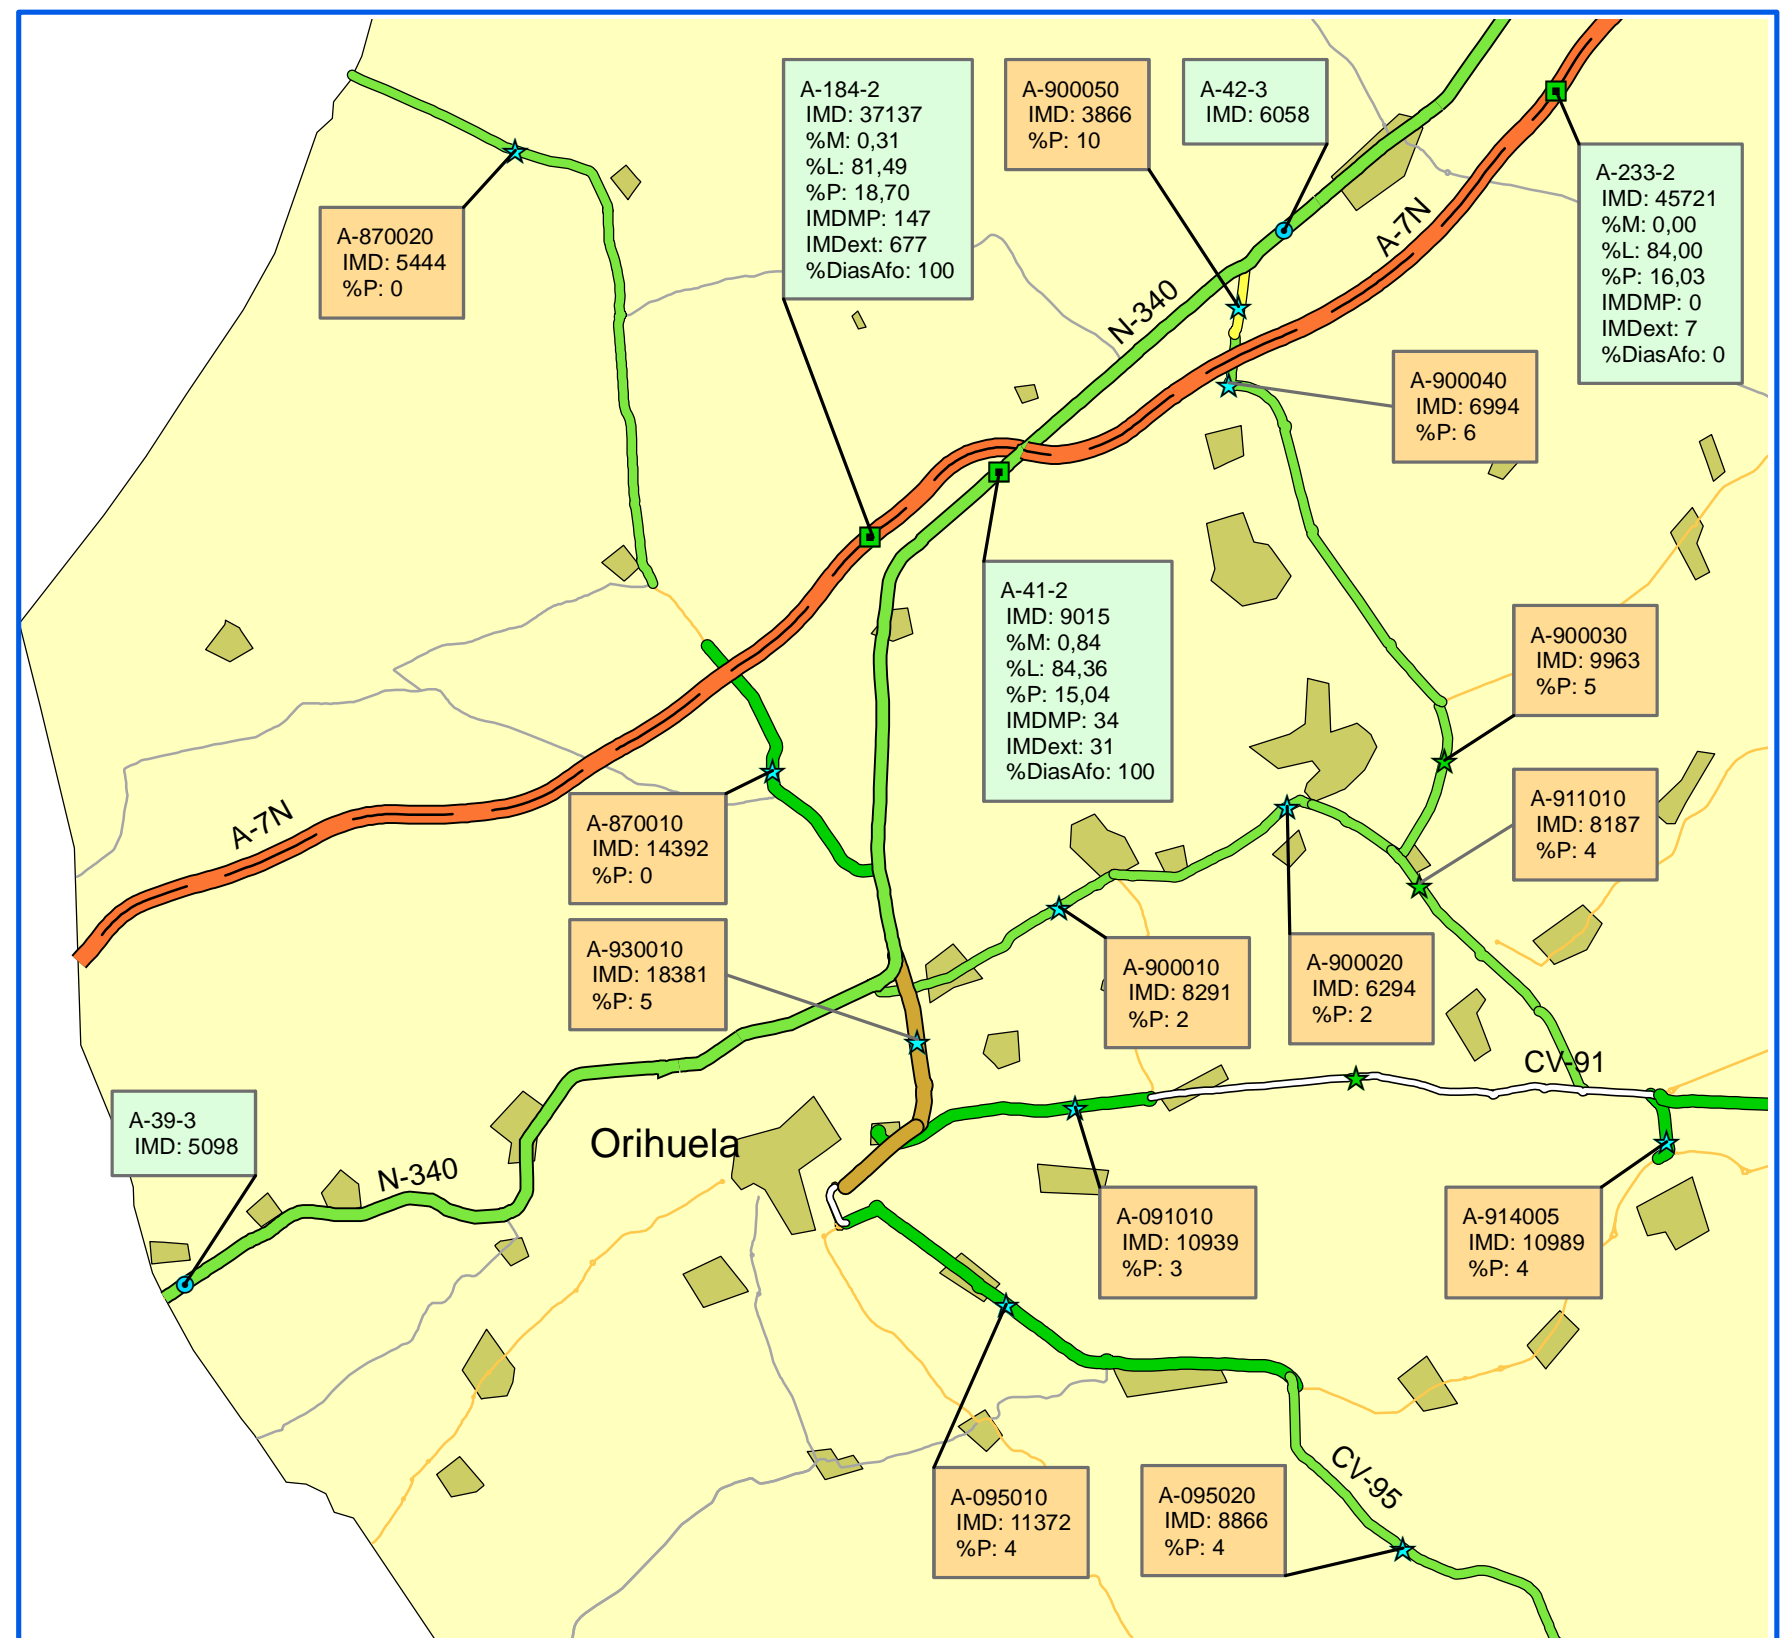 A-184-2
IMD: 37137
%M: 0,31
%L: 81,49
%P: 18,70
IMDMP: 147
IMDext: 677
%DiasAfo: 100
A-900050
IMD: 3866
%P: 10
A-42-3
IMD: 6058
A-233-2
IMD: 45721
%M: 0,00
%L: 84,00
%P: 16,03
IMDMP: 0
IMDext: 7
%DiasAfo: 0
A-870020
IMD: 5444
%P: 0
A-7N
N-340
A-900040
IMD: 6994
%P: 6
A-41-2
IMD: 9015
%M: 0,84
%L: 84,36
%P: 15,04
IMDMP: 34
IMDext: 31
%DiasAfo: 100
A-900030
IMD: 9963
%P: 5
A-7N
A-870010
IMD: 14392
%P: 0
A-911010
IMD: 8187
%P: 4
A-930010
IMD: 18381
%P: 5
A-900010
IMD: 8291
%P: 2
A-900020
IMD: 6294
%P: 2
CV-91
A-39-3
IMD: 5098
Orihuela
N-340
A-091010
IMD: 10939
%P: 3
A-914005
IMD: 10989
%P: 4
CV-95
A-095010
IMD: 11372
%P: 4
A-095020
IMD: 8866
%P: 4